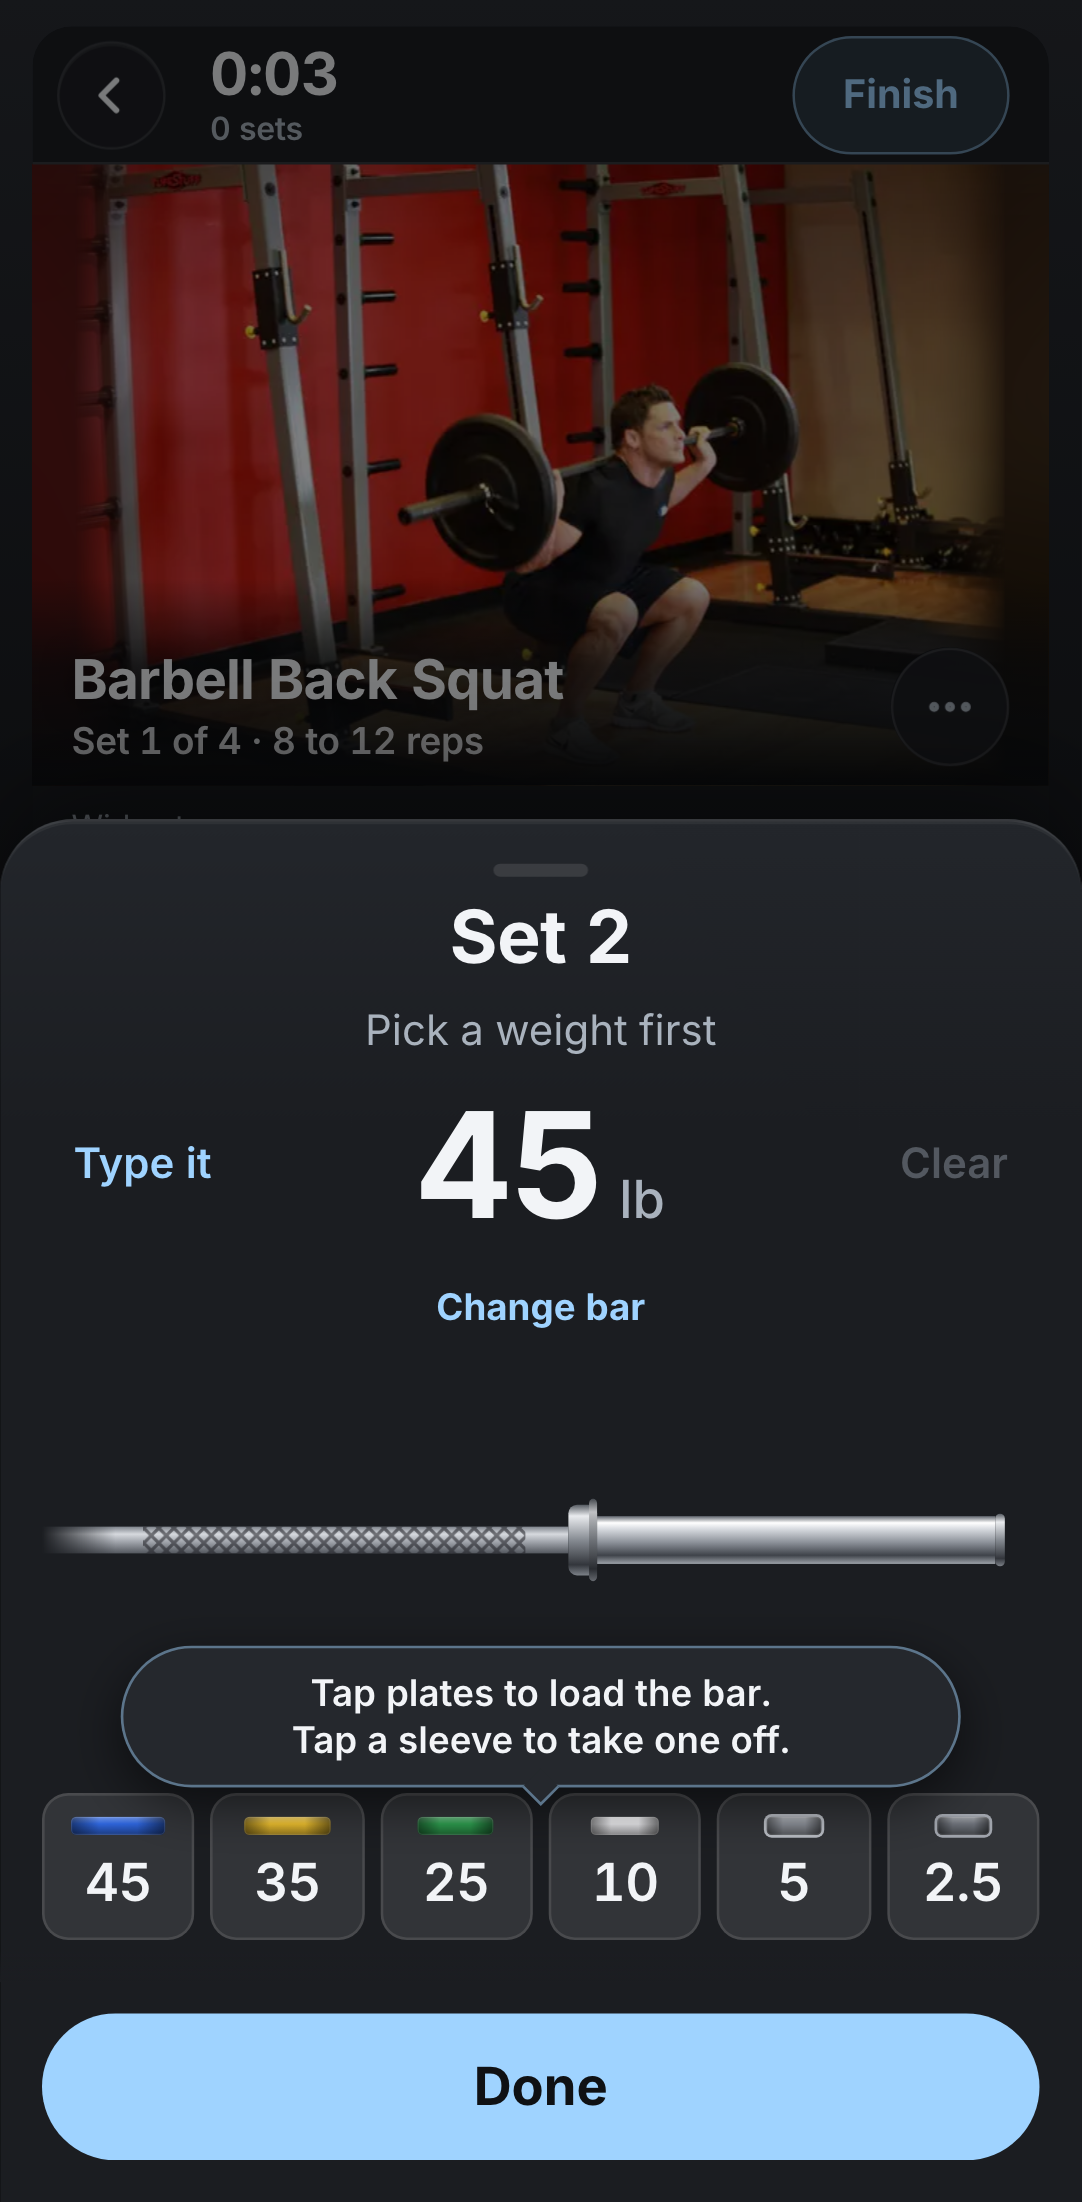 0:03
0 sets
Finish
Barbell Back Squat
Set 1 of 4 · 8 to 12 reps
Set 2
Pick a weight first
Type it
45 lb
Clear
Change bar
Tap plates to load the bar.
Tap a sleeve to take one off.
45
35
25
10
5
2.5
Done